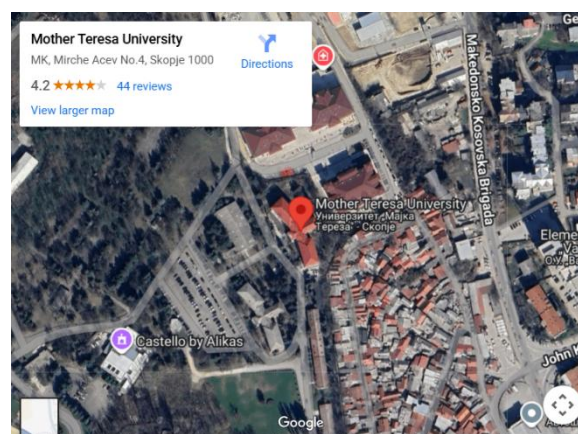 Mother Teresa University
MK, Mirche Acev No.4, Skopje 1000
4.2
44 reviews
View larger map
Directions
Makedonsko Kosovska Brigada
Mother Teresa University
Универзитет „Мајка
Тереза“ - Скопје
Castello by Alikas
Google